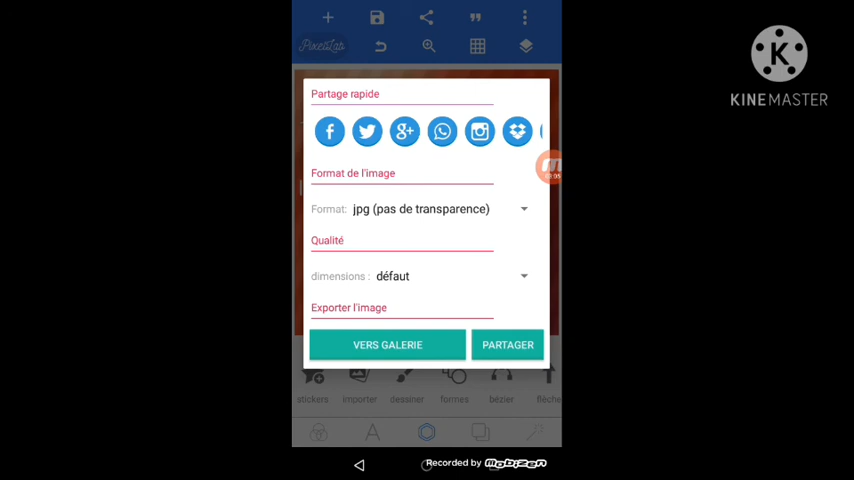 PixelLab
Partage rapide
Format de l'image
Format: jpg (pas de transparence)
Qualité
dimensions : défaut
Exporter l'image
VERS GALERIE
PARTAGER
stickers
importer
dessiner
formes
bézier
flèche
KINEMASTER
Recorded by mobizen